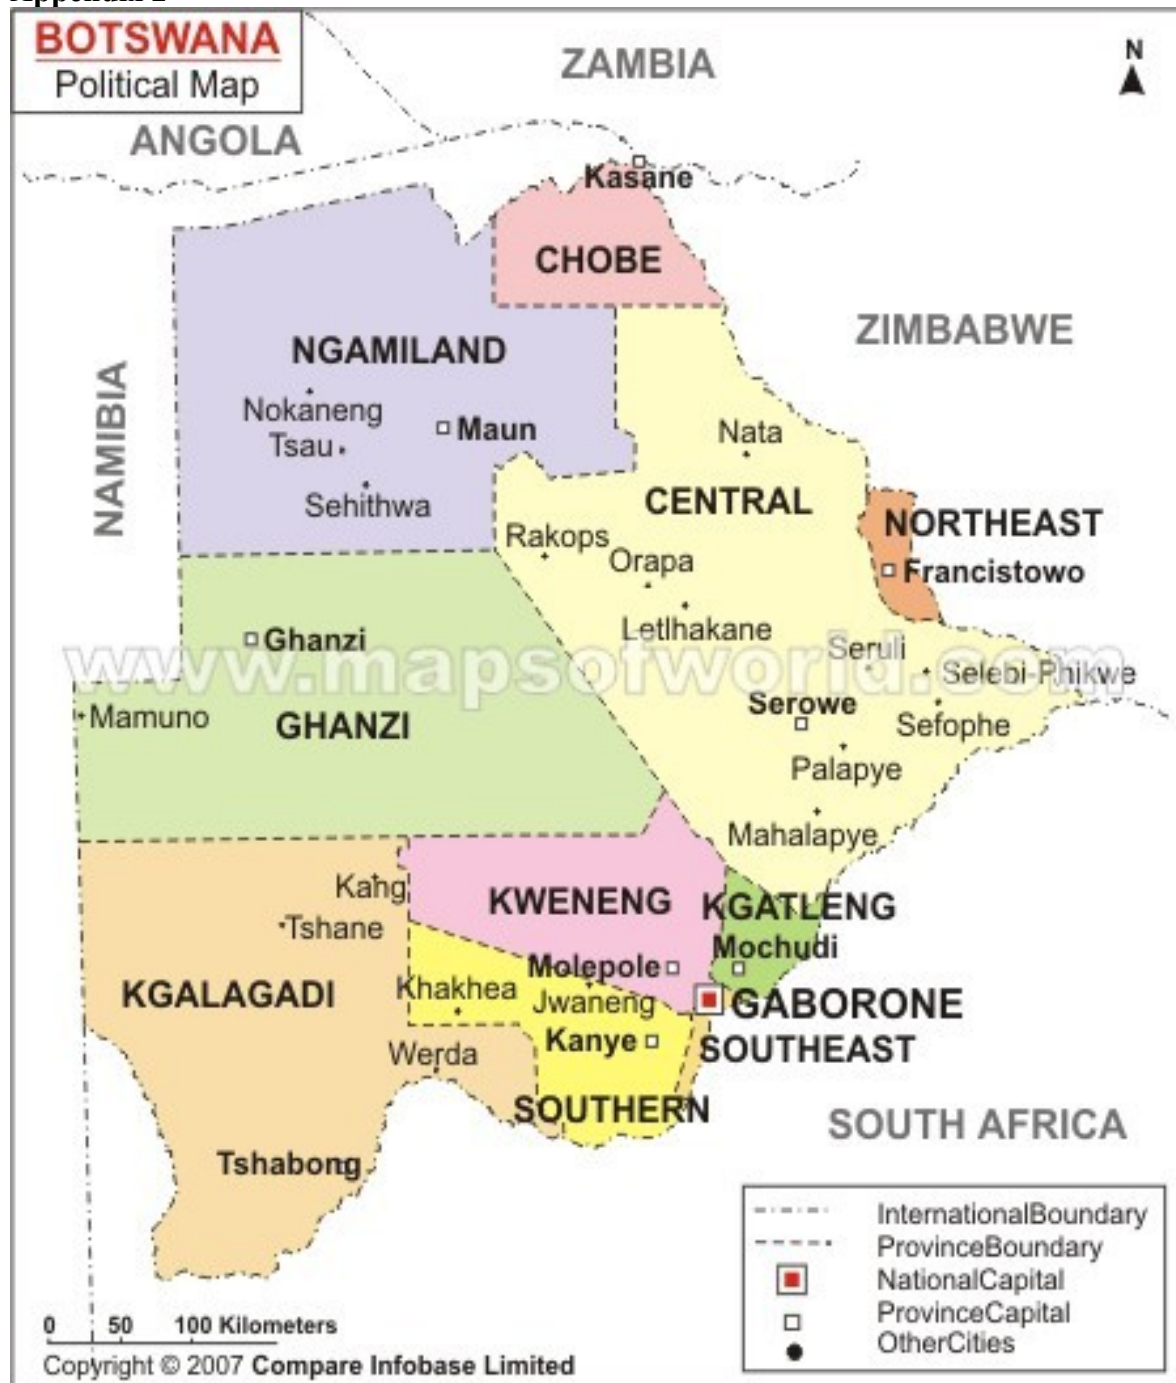 Appendix 2
BOTSWANA
Political Map
ZAMBIA
N
ANGOLA
Kasane
CHOBE
ZIMBABWE
NGAMILAND
NAMIBIA
Nokaneng
Maun
Nata
Tsau
Sehithwa
CENTRAL
NORTHEAST
Rakops
Orapa
Francistowo
Letlhakane
Ghanzi
Seruli
www.mapsofworld.com
Selebi-Phikwe
Serowe
Mamuno
GHANZI
Sefophe
Palapye
Mahalapye
Kang
KWENENG
KGATLENG
Tshane
Mochudi
Molepole
KGALAGADI
Khakhea
Jwaneng
GABORONE
Kanye
SOUTHEAST
Werda
SOUTHERN
SOUTH AFRICA
Tshabong
InternationalBoundary
ProvinceBoundary
NationalCapital
ProvinceCapital
OtherCities
0 50 100 Kilometers
Copyright © 2007 Compare Infobase Limited